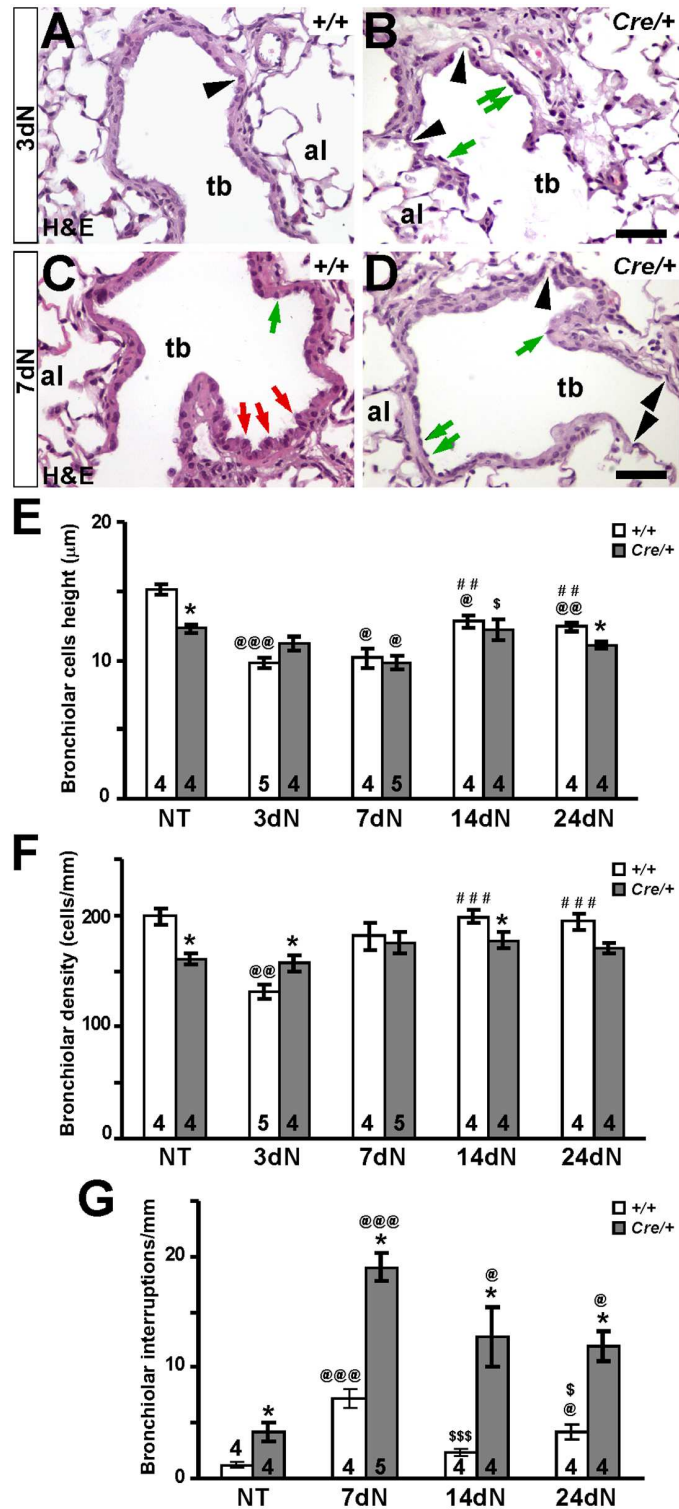 A +/+
3dN
al
tb
H&E
B Cre/+
al
tb
C +/+
7dN
al
tb
H&E
D Cre/+
al
tb
E
Bronchiolar cells height (µm)
+/+
Cre/+
20
10
0
*
@@@
@
@
##
@
$
##
@@
*
4 4 5 4 4 5 4 4 4 4
NT 3dN 7dN 14dN 24dN
F
Bronchiolar density (cells/mm)
+/+
Cre/+
200
100
0
*
@@
*
###
*
###
4 4 5 4 4 5 4 4 4 4
NT 3dN 7dN 14dN 24dN
G
Bronchiolar interruptions/mm
+/+
Cre/+
20
10
0
*
@@@
@@@
*
$$$
@
*
$
@
@
*
4 4 4 5 4 4 4 4
NT 7dN 14dN 24dN